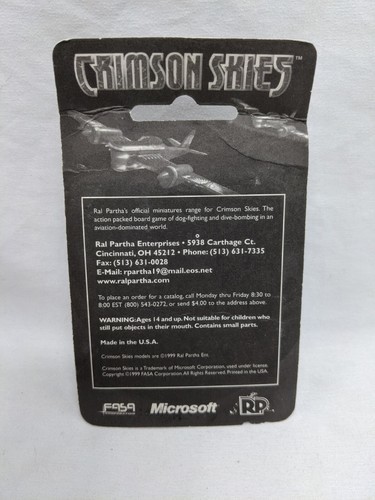 CRIMSON SKIES™
Ral Partha's official miniatures range for Crimson Skies. The
action packed board game of dog-fighting and dive-bombing in an
aviation-dominated world.
Ral Partha Enterprises • 5938 Carthage Ct.
Cincinnati, OH 45212 • Phone: (513) 631-7335
Fax: (513) 631-0028
E-Mail: rpartha19@mail.eos.net
www.ralpartha.com
To place an order for a catalog, call Monday thru Friday 8:30 to
8:00 EST (800) 543-0272, or send $4.00 to the address above.
WARNING: Ages 14 and up. Not suitable for children who
still put objects in their mouth. Contains small parts.
Made in the U.S.A.
Crimson Skies models are ©1999 Ral Partha Ent.
Crimson Skies is a Trademark of Microsoft Corporation, used under license.
Copyright ©1999 FASA Corporation. All Rights Reserved. Printed in the USA.
FASA Microsoft RP